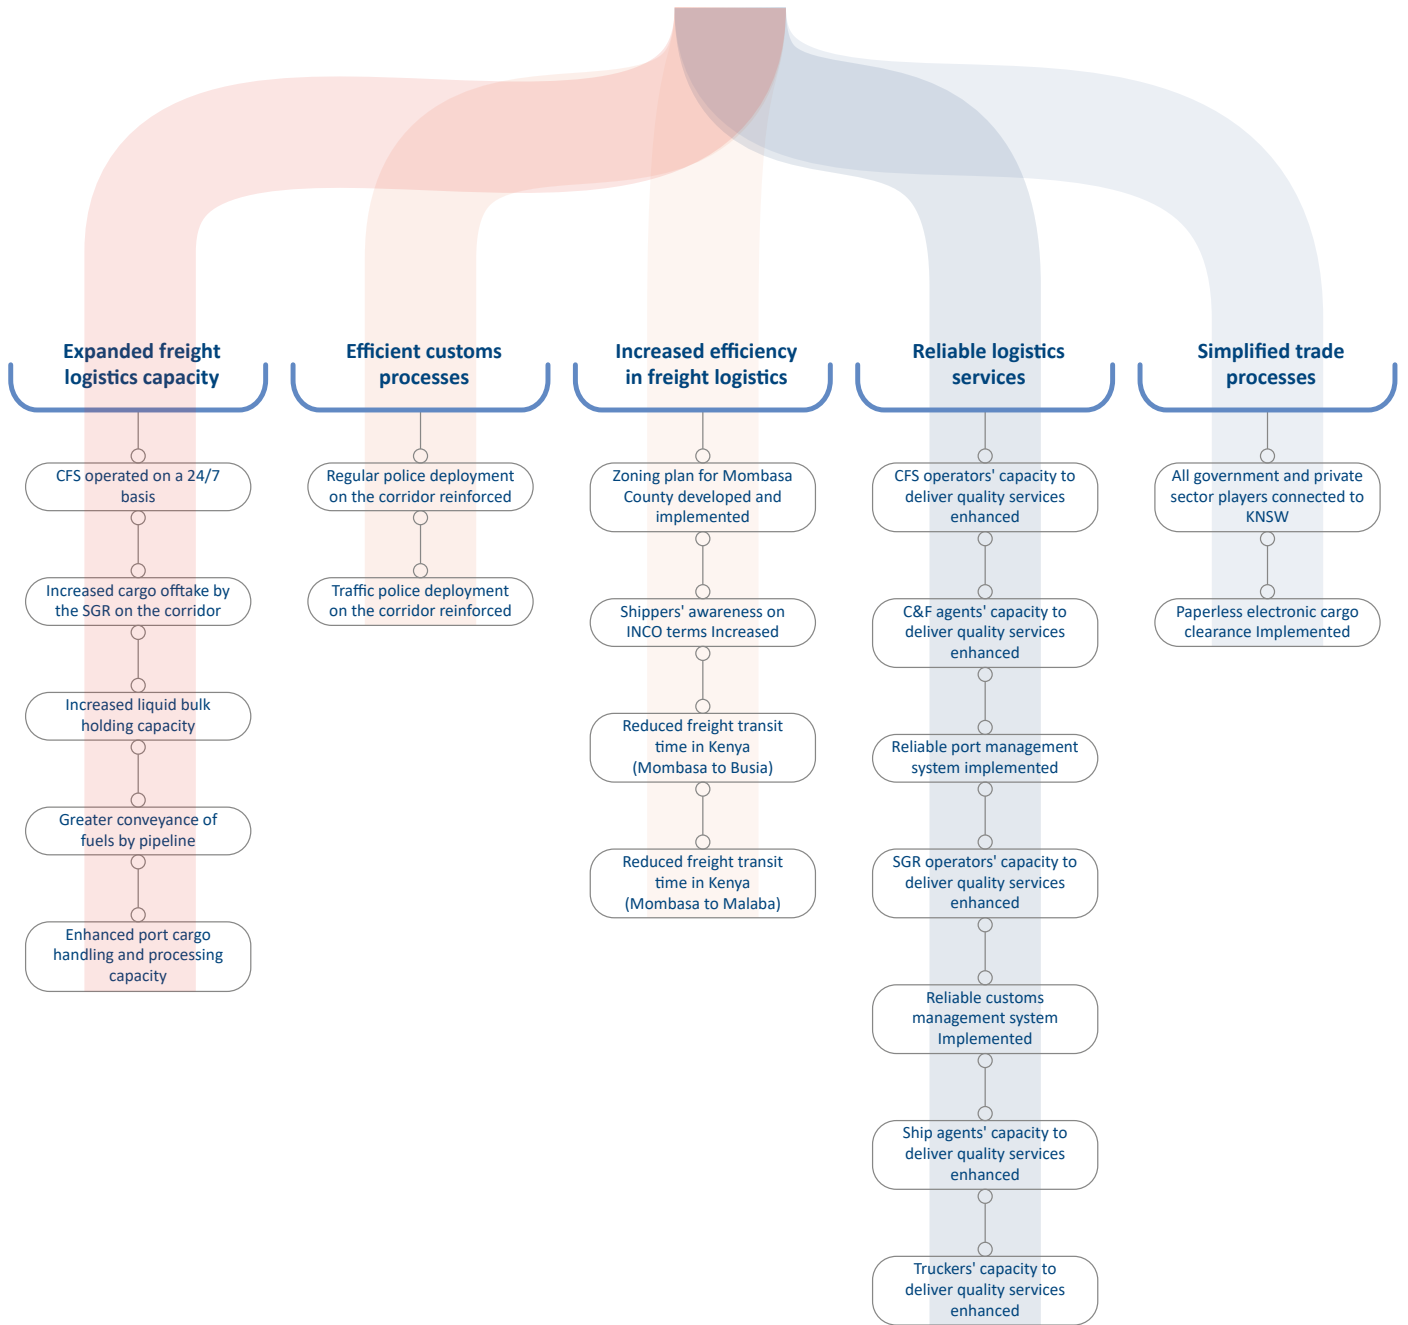 Expanded freight
logistics capacity
CFS operated on a 24/7
basis
Increased cargo offtake by
the SGR on the corridor
Increased liquid bulk
holding capacity
Greater conveyance of
fuels by pipeline
Enhanced port cargo
handling and processing
capacity
Efficient customs
processes
Regular police deployment
on the corridor reinforced
Traffic police deployment
on the corridor reinforced
Increased efficiency
in freight logistics
Zoning plan for Mombasa
County developed and
implemented
Shippers' awareness on
INCO terms Increased
Reduced freight transit
time in Kenya
(Mombasa to Busia)
Reduced freight transit
time in Kenya
(Mombasa to Malaba)
Reliable logistics
services
CFS operators' capacity to
deliver quality services
enhanced
C&F agents' capacity to
deliver quality services
enhanced
Reliable port management
system implemented
SGR operators' capacity to
deliver quality services
enhanced
Reliable customs
management system
Implemented
Ship agents' capacity to
deliver quality services
enhanced
Truckers' capacity to
deliver quality services
enhanced
Simplified trade
processes
All government and private
sector players connected to
KNSW
Paperless electronic cargo
clearance Implemented